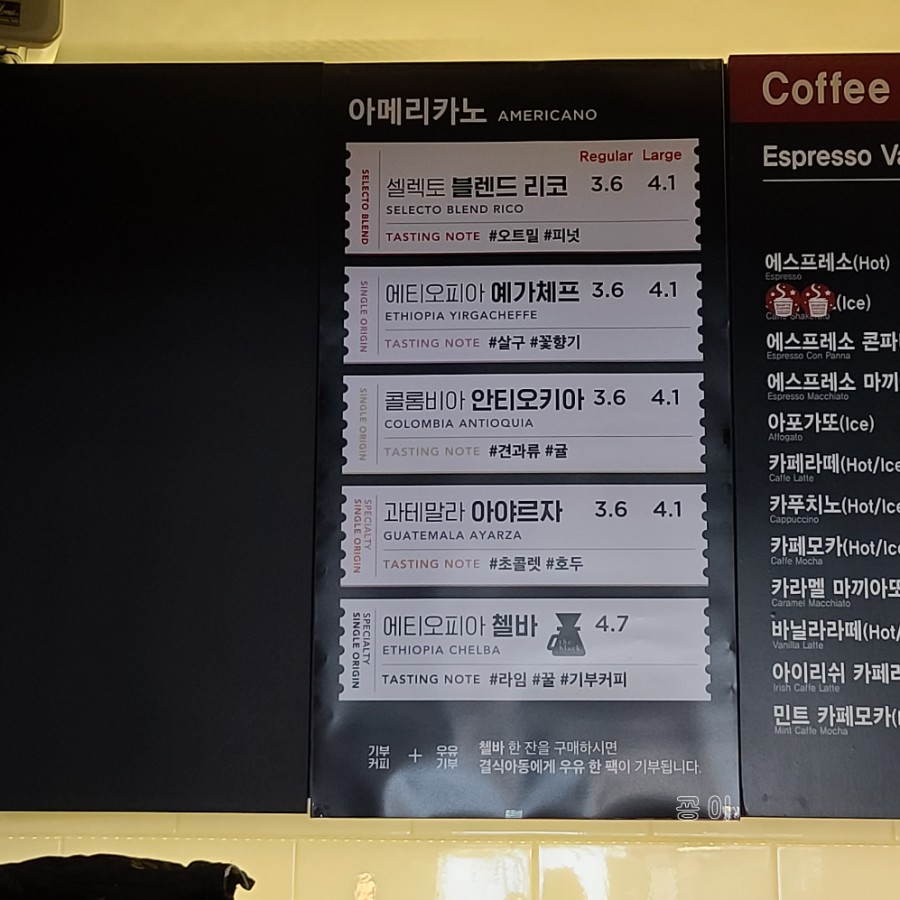 아메리카노 AMERICANO
Regular Large
SELECTO BLEND
셀렉토 블렌드 리코 3.6 4.1
SELECTO BLEND RICO
TASTING NOTE #오트밀 #피넛
SINGLE ORIGIN
에티오피아 예가체프 3.6 4.1
ETHIOPIA YIRGACHEFFE
TASTING NOTE #살구 #꽃향기
SINGLE ORIGIN
콜롬비아 안티오키아 3.6 4.1
COLOMBIA ANTIOQUIA
TASTING NOTE #견과류 #귤
SPECIALTY
SINGLE ORIGIN
과테말라 아야르자 3.6 4.1
GUATEMALA AYARZA
TASTING NOTE #초콜렛 #호두
SPECIALTY
SINGLE ORIGIN
에티오피아 첼바 4.7
ETHIOPIA CHELBA
TASTING NOTE #라임 #꿀 #기부커피
기부
커피
+
우유
기부
첼바 한 잔을 구매하시면
결식아동에게 우유 한 팩이 기부됩니다.
Coffee
Espresso Va
에스프레소(Hot)
Espresso
(Ice)
에스프레소 콘파
Espresso Con Panna
에스프레소 마끼
Espresso Macchiato
아포가또(Ice)
Affogato
카페라떼(Hot/Ice
Caffe Latte
카푸치노(Hot/Ice
Cappuccino
카페모카(Hot/Ice
Caffe Mocha
카라멜 마끼아또
Caramel Macchiato
바닐라라떼(Hot/
Vanilla Latte
아이리쉬 카페라
Irish Caffe Latte
민트 카페모카(
Mint Caffe Mocha